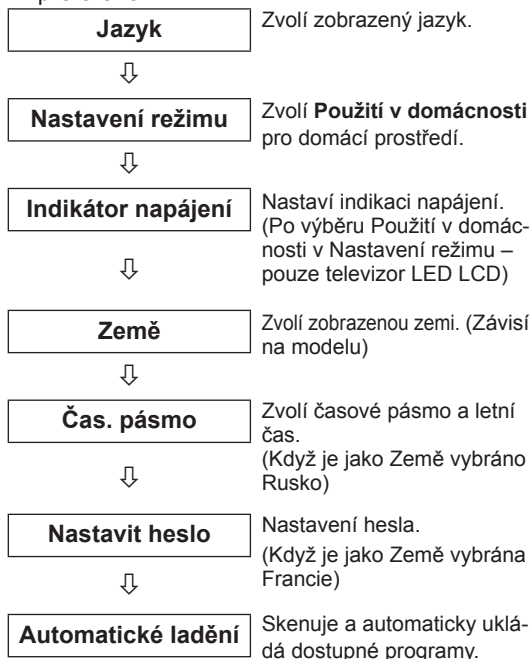 Jazyk
Zvolí zobrazený jazyk.
Nastavení režimu
Zvolí Použití v domácnosti
pro domácí prostředí.
Indikátor napájení
Nastaví indikaci napájení.
(Po výběru Použití v domác-
nosti v Nastavení režimu –
pouze televizor LED LCD)
Země
Zvolí zobrazenou zemi. (Závisí
na modelu)
Čas. pásmo
Zvolí časové pásmo a letní
čas.
(Když je jako Země vybráno
Rusko)
Nastavit heslo
Nastavení hesla.
(Když je jako Země vybrána
Francie)
Automatické ladění
Skenuje a automaticky uklá-
dá dostupné programy.